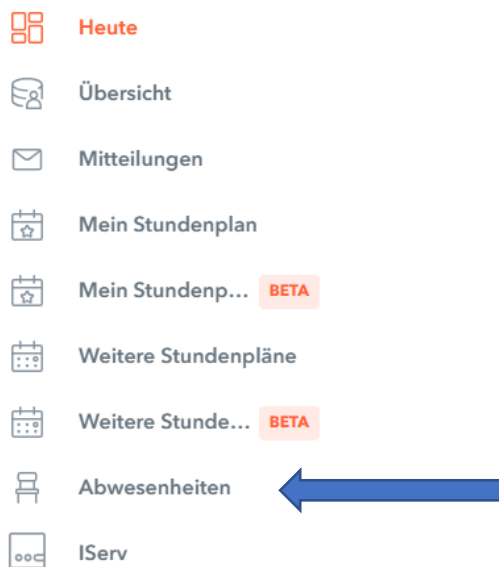 Heute
Übersicht
Mitteilungen
Mein Stundenplan
Mein Stundenp... BETA
Weitere Stundenpläne
Weitere Stunde... BETA
Abwesenheiten
IServ